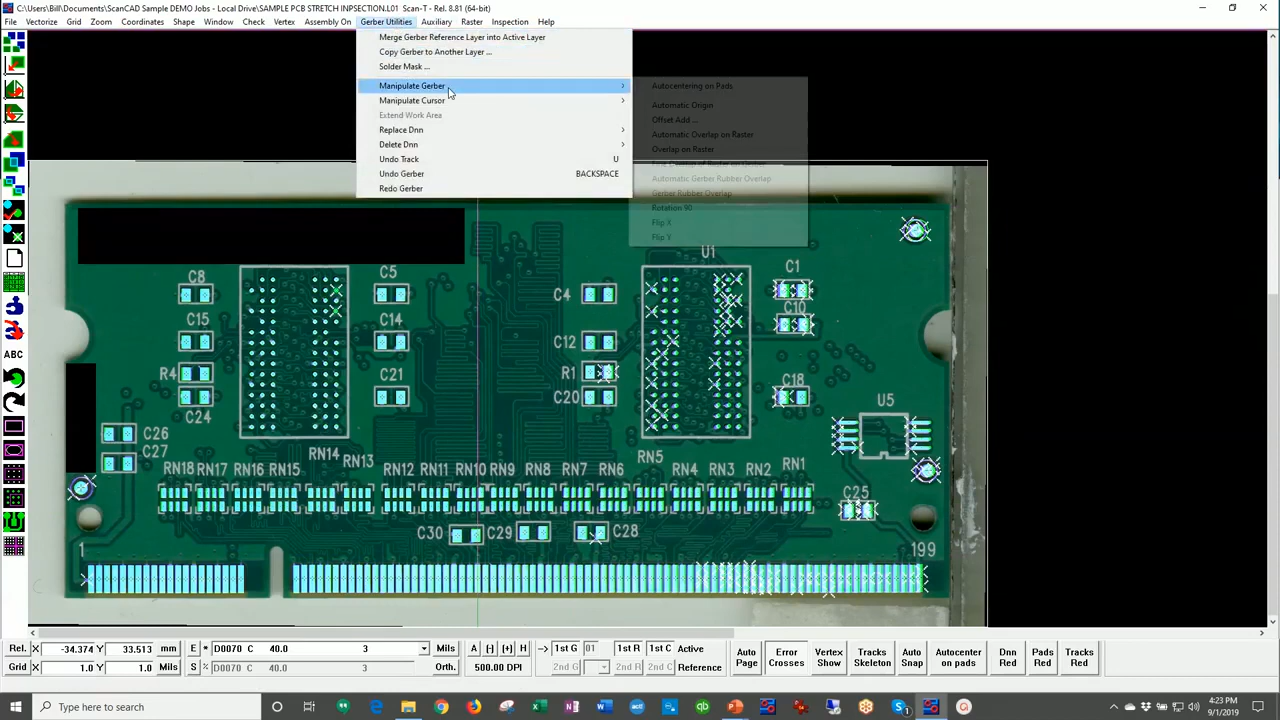 (64-bit) - [ScanCAD Sample DEMO Jobs - Local Drive\SAMPLE PCB STRETCH INPSECTION.L01 Scan-T - Rel. 8.81 (64-bit)]
File Vectorize Grid Zoom Coordinates Shape Window Check Vertex Assembly On Gerber Utilities Auxiliary Raster Inspection Help
Merge Gerber Reference Layer into Active Layer
Copy Gerber to Another Layer ...
Solder Mask ...
Manipulate Gerber
Manipulate Cursor
Extend Work Area
Replace Dnn
Delete Dnn
Undo Track U
Undo Gerber BACKSPACE
Redo Gerber
Autocentering on Pads
Automatic Origin
Offset Add ...
Automatic Overlap on Raster
Overlap on Raster
Automatic Gerber Rubber Overlap
Gerber Rubber Overlap
Rotation 90
Flip X
Flip Y
ABC
U1
C8 C5 C4 C1
C10
C15 C14 C12
R4 C21 R1
C24 C20 C18
U5
C26
C27
RN18 RN17 RN16 RN15 RN14 RN13 RN12 RN11 RN10 RN9 RN8 RN7 RN6 RN5 RN4 RN3 RN2 RN1
C25
C30 C29 C28
1 199
Rel. X -34.374 Y 33.513 mm E * D0070 C 40.0 3 Mils A [-] [+] H --> 1st G 01 1st R 1st C Active
Grid X 1.0 Y 1.0 Mils S % D0070 C 40.0 3 Orth. 500.00 DPI 2nd G 2nd R 2nd C Reference
Auto Page Error Crosses Vertex Show Tracks Skeleton Auto Snap Autocenter on pads Dnn Red Pads Red Tracks Red
Type here to search
4:23 PM
9/1/2019